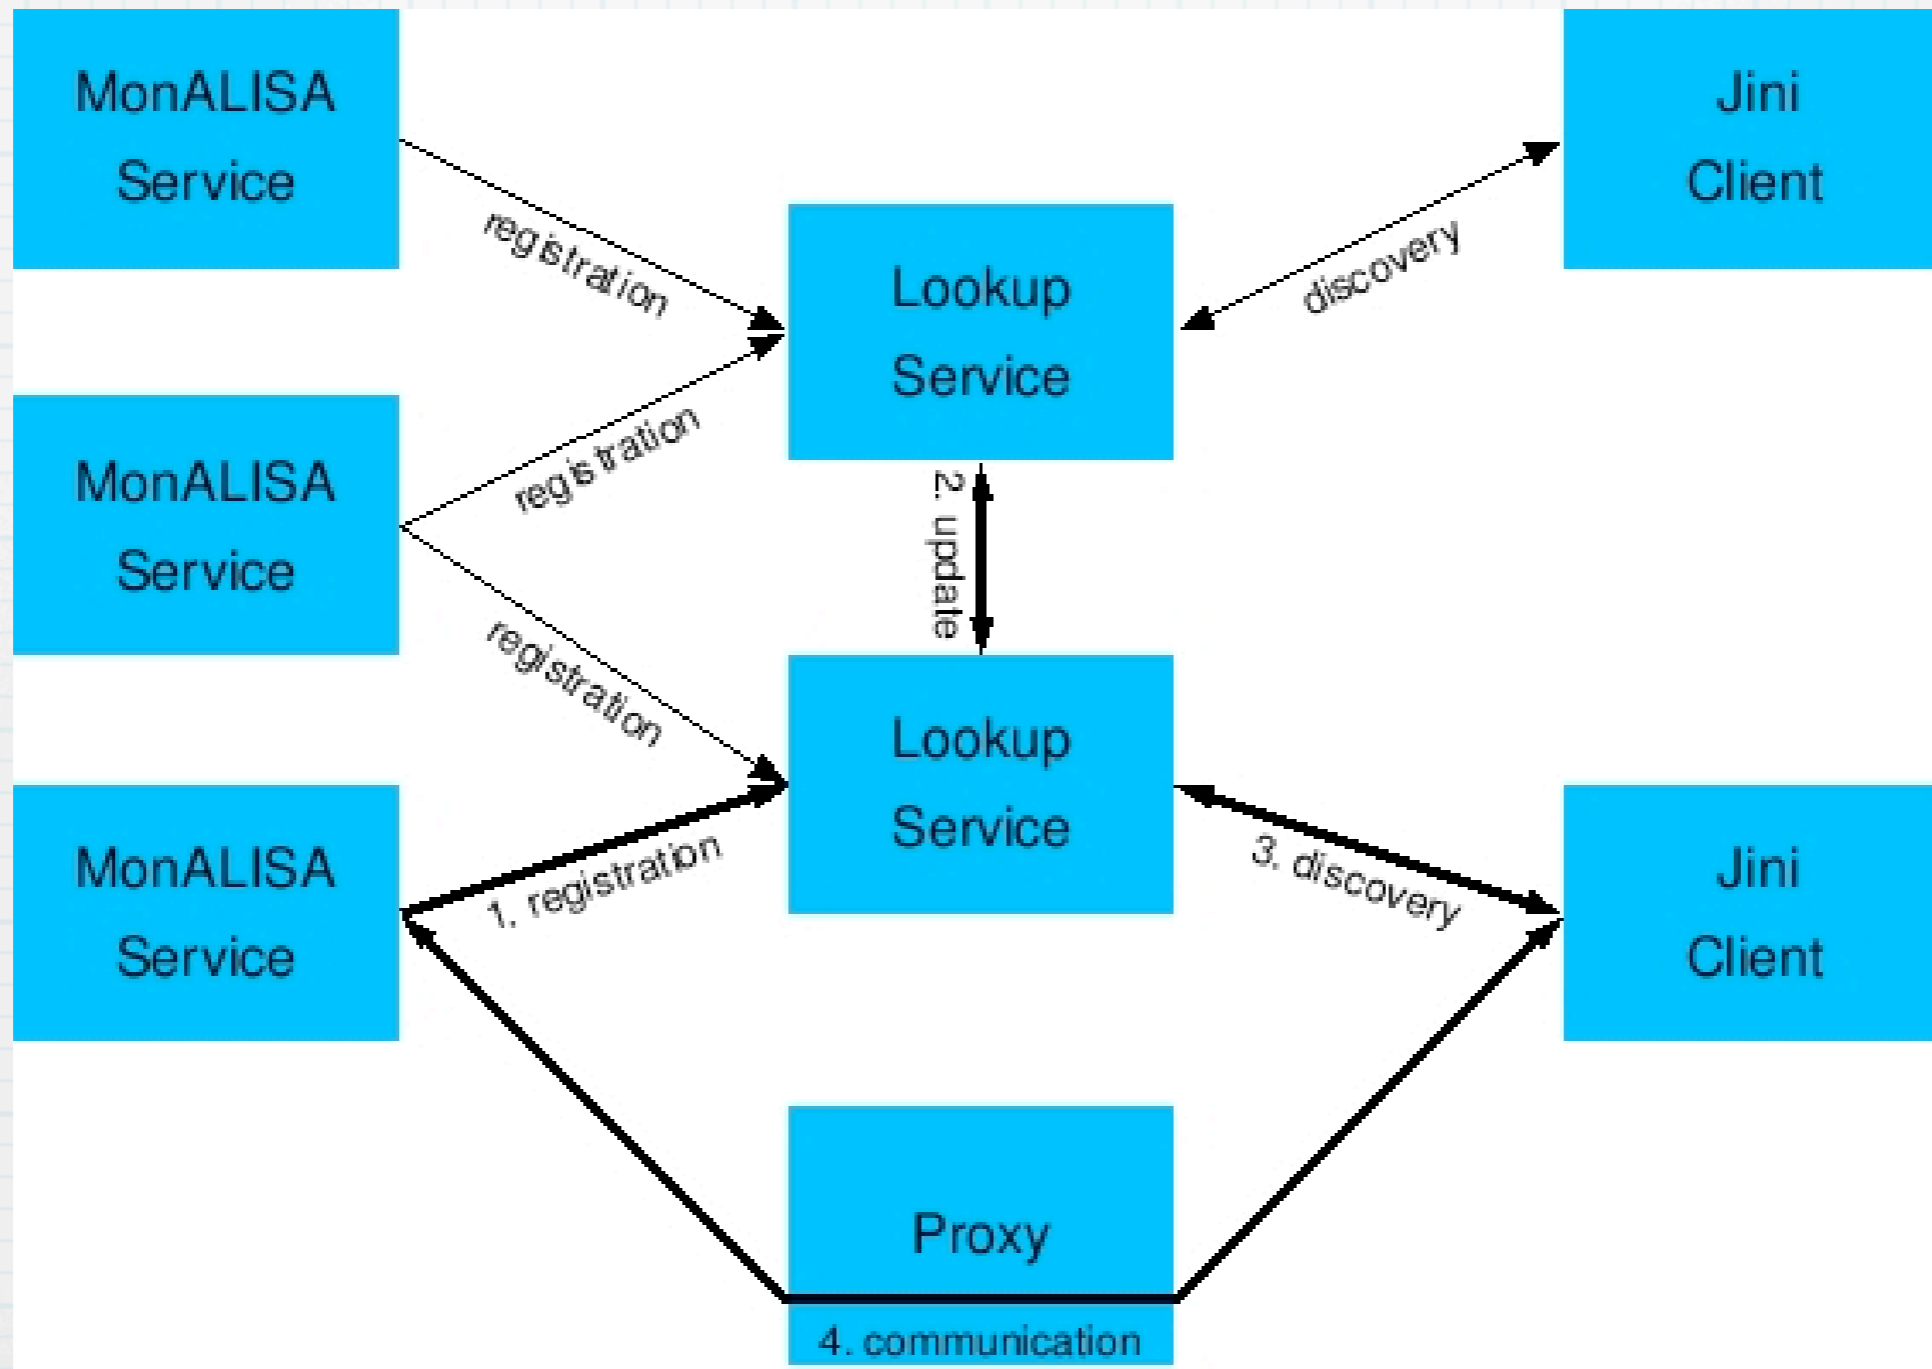 MonALISA
Service
Jini
Client
registration
discovery
Lookup
Service
registration
MonALISA
Service
2. update
registration
Lookup
Service
MonALISA
Service
1. registration
3. discovery
Jini
Client
Proxy
4. communication